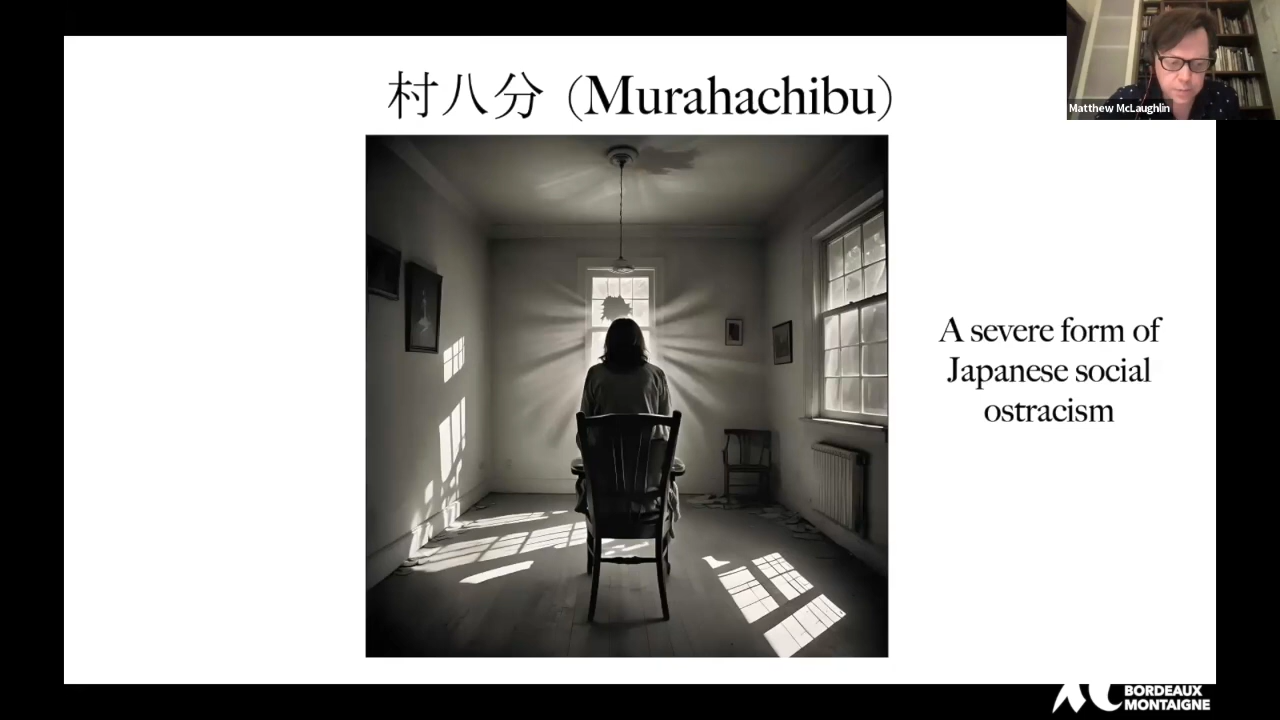 村八分 (Murahachibu)
Matthew McLaughlin
A severe form of
Japanese social
ostracism
BORDEAUX
MONTAIGNE